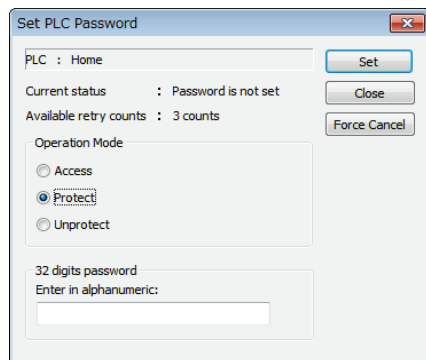 Set PLC Password
PLC : Home
Set
Current status : Password is not set
Close
Available retry counts : 3 counts
Force Cancel
Operation Mode
Access
Protect
Unprotect
32 digits password
Enter in alphanumeric: